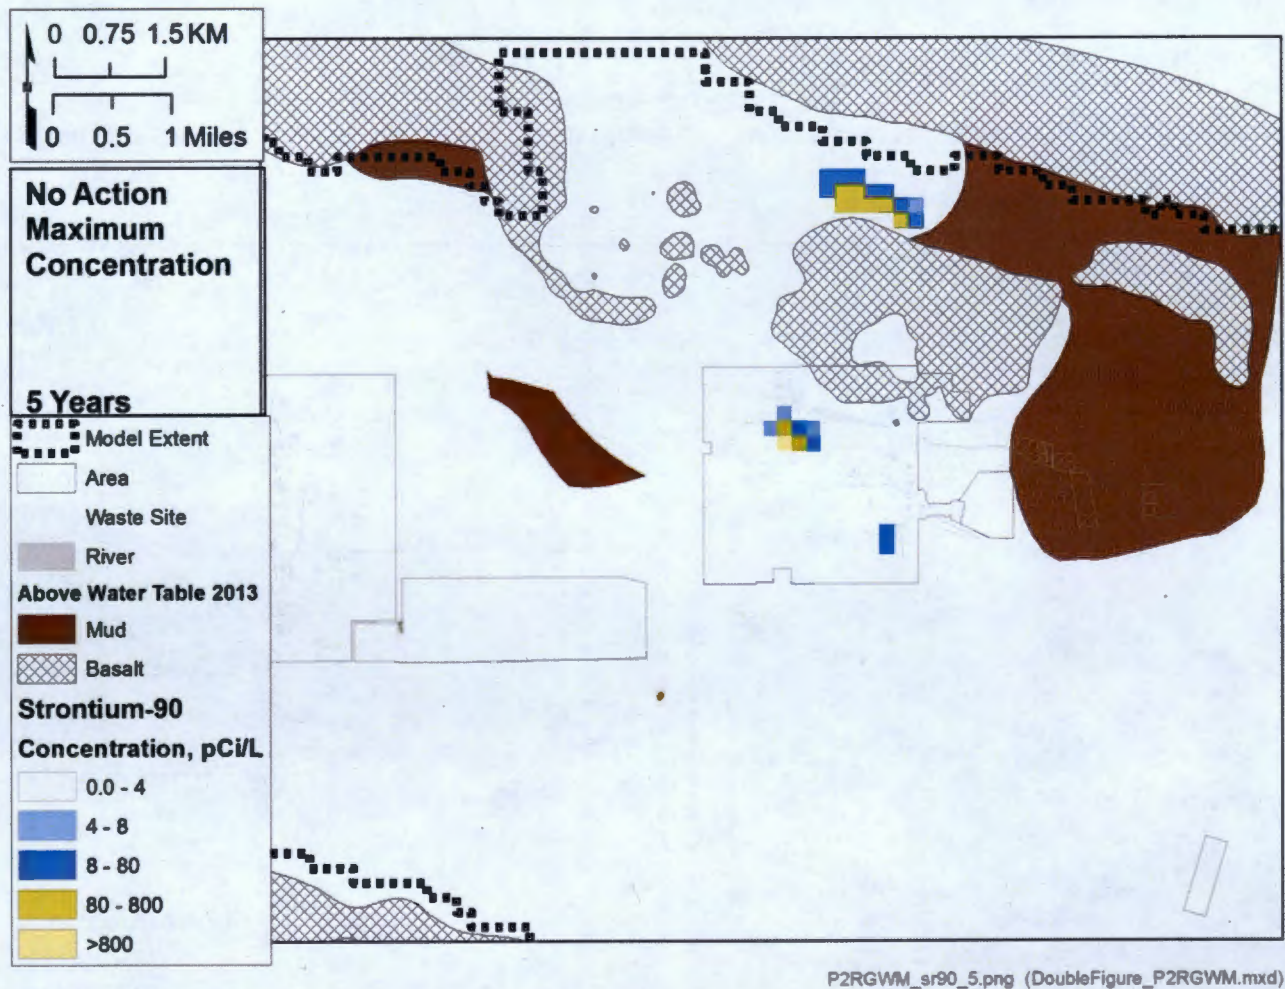 0 0.75 1.5 KM
0 0.5 1 Miles
No Action
Maximum
Concentration
5 Years
Model Extent
Area
Waste Site
River
Above Water Table 2013
Mud
Basalt
Strontium-90
Concentration, pCi/L
0.0 - 4
4 - 8
8 - 80
80 - 800
>800
P2RGWM_sr90_5.png (DoubleFigure_P2RGWM.mxd)